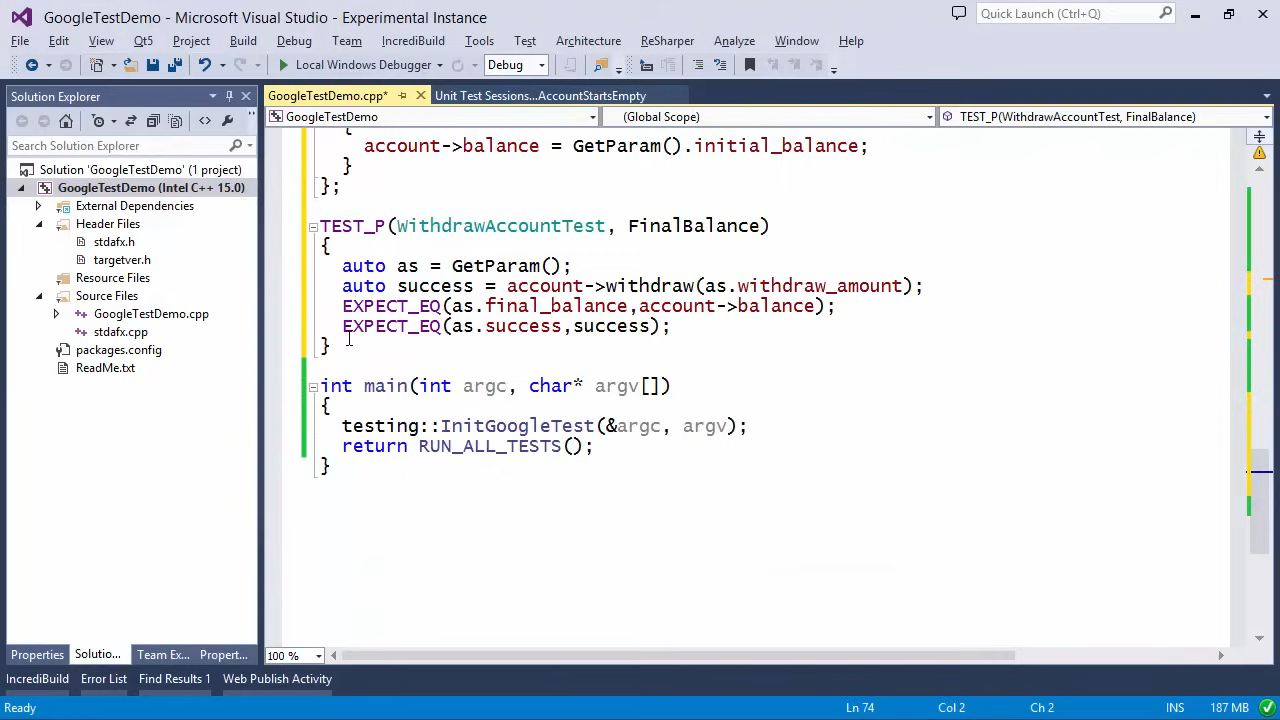 GoogleTestDemo - Microsoft Visual Studio - Experimental Instance
Quick Launch (Ctrl+Q)
File Edit View Qt5 Project Build Debug Team IncrediBuild Tools Test Architecture ReSharper Analyze Window Help
Local Windows Debugger Debug
Solution Explorer
GoogleTestDemo.cpp* Unit Test Sessions...AccountStartsEmpty
GoogleTestDemo (Global Scope) TEST_P(WithdrawAccountTest, FinalBalance)
Search Solution Explorer
Solution 'GoogleTestDemo' (1 project)
GoogleTestDemo (Intel C++ 15.0)
External Dependencies
Header Files
stdafx.h
targetver.h
Resource Files
Source Files
GoogleTestDemo.cpp
stdafx.cpp
packages.config
ReadMe.txt
{
account->balance = GetParam().initial_balance;
}
};
TEST_P(WithdrawAccountTest, FinalBalance)
{
auto as = GetParam();
auto success = account->withdraw(as.withdraw_amount);
EXPECT_EQ(as.final_balance,account->balance);
EXPECT_EQ(as.success,success);
}
int main(int argc, char* argv[])
{
testing::InitGoogleTest(&argc, argv);
return RUN_ALL_TESTS();
}
100 %
Properties Solutio... Team Ex... Propert...
IncrediBuild Error List Find Results 1 Web Publish Activity
Ready Ln 74 Col 2 Ch 2 INS 187 MB